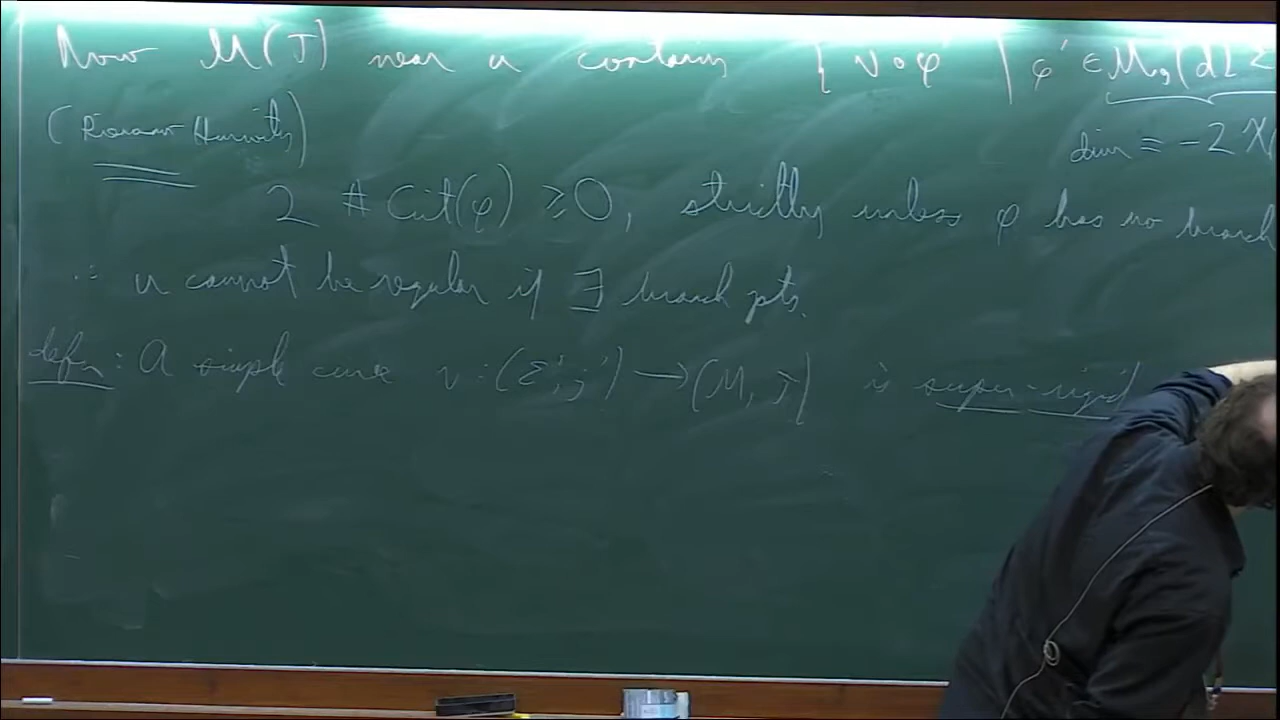 Now M(J) near u contains { v∘φ' | φ' ∈ M_g(d[Σ
(Riemann-Hurwitz)
dim = -2χ(
2 # Crit(φ) ≥ 0, strictly unless φ has no branch
∴ u cannot be regular if ∃ branch pts.
defn: A simple curve v: (Σ', j') → (M, J) is super-rigid